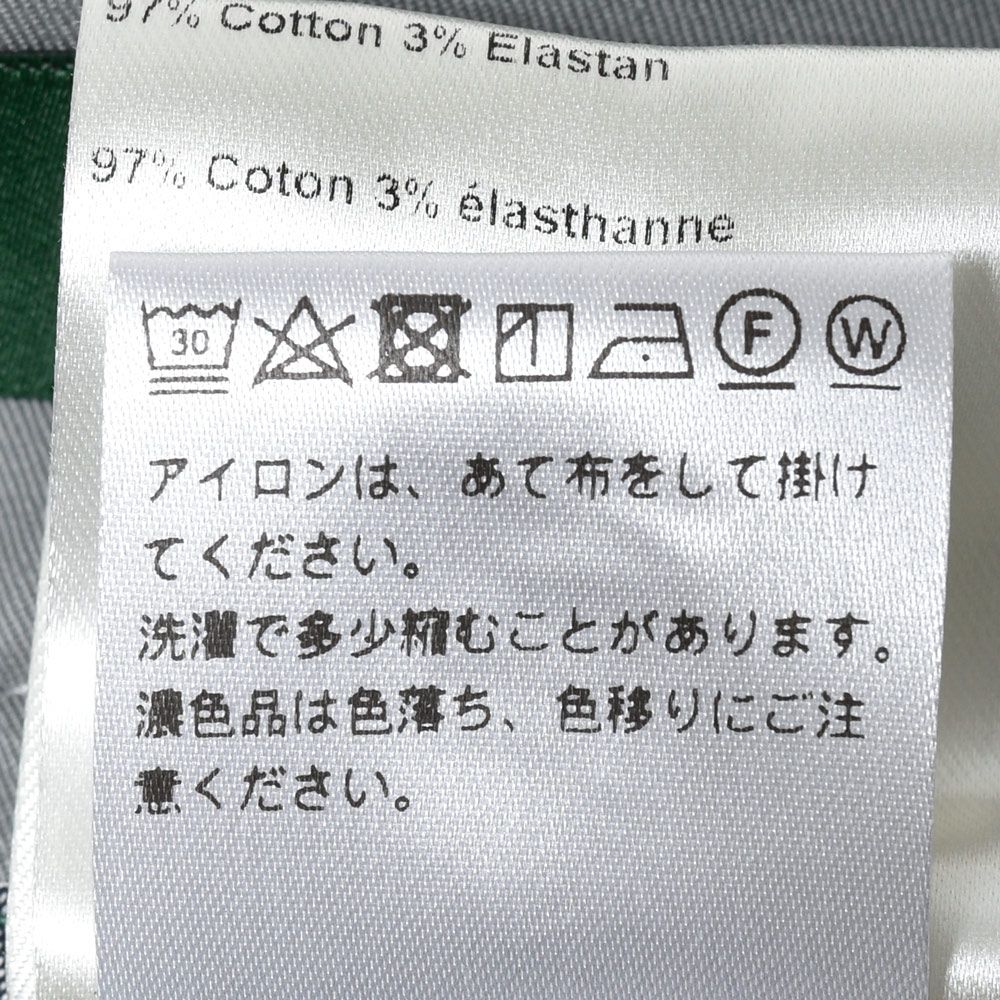 97% Cotton 3% Elastan
97% Coton 3% élasthanne
30 F W
アイロンは、あて布をして掛け
てください。
洗濯で多少縮むことがあります。
濃色品は色落ち、色移りにご注
意ください。